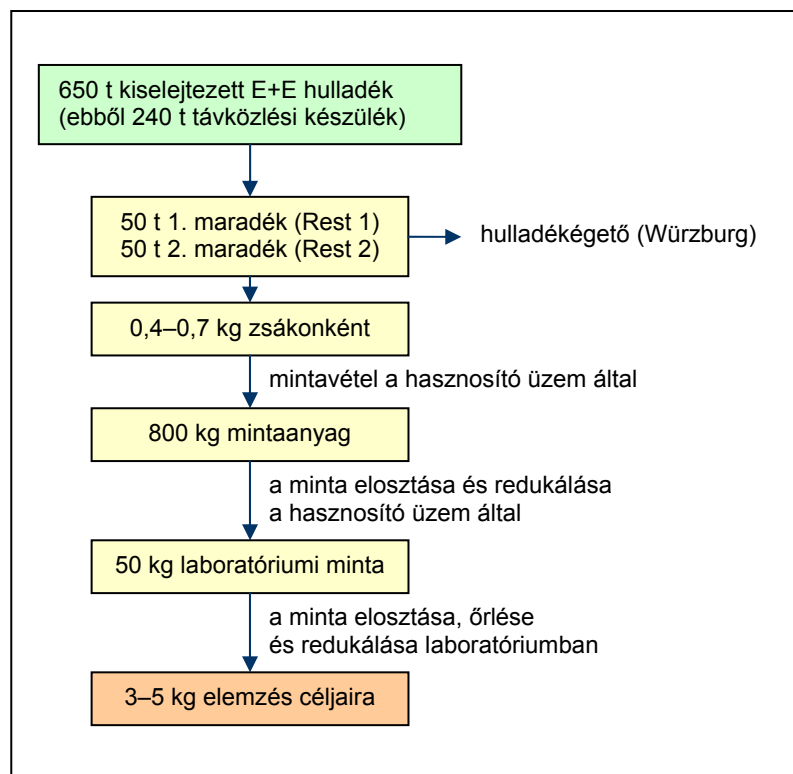 650 t kiselejtezett E+E hulladék
(ebből 240 t távközlési készülék)
50 t 1. maradék (Rest 1)
50 t 2. maradék (Rest 2)
hulladékégető (Würzburg)
0,4–0,7 kg zsákonként
mintavétel a hasznosító üzem által
800 kg mintaanyag
a minta elosztása és redukálása
a hasznosító üzem által
50 kg laboratóriumi minta
a minta elosztása, őrlése
és redukálása laboratóriumban
3–5 kg elemzés céljaira